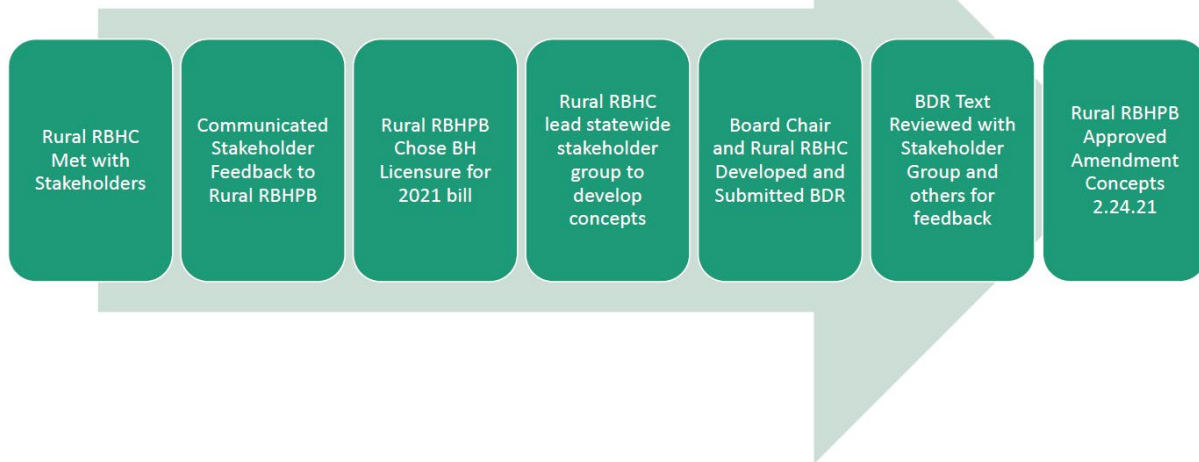 Rural RBHC
Met with
Stakeholders
Communicated
Stakeholder
Feedback to
Rural RBHPB
Rural RBHPB
Chose BH
Licensure for
2021 bill
Rural RBHC
lead statewide
stakeholder
group to
develop
concepts
Board Chair
and Rural RBHC
Developed and
Submitted BDR
BDR Text
Reviewed with
Stakeholder
Group and
others for
feedback
Rural RBHPB
Approved
Amendment
Concepts
2.24.21